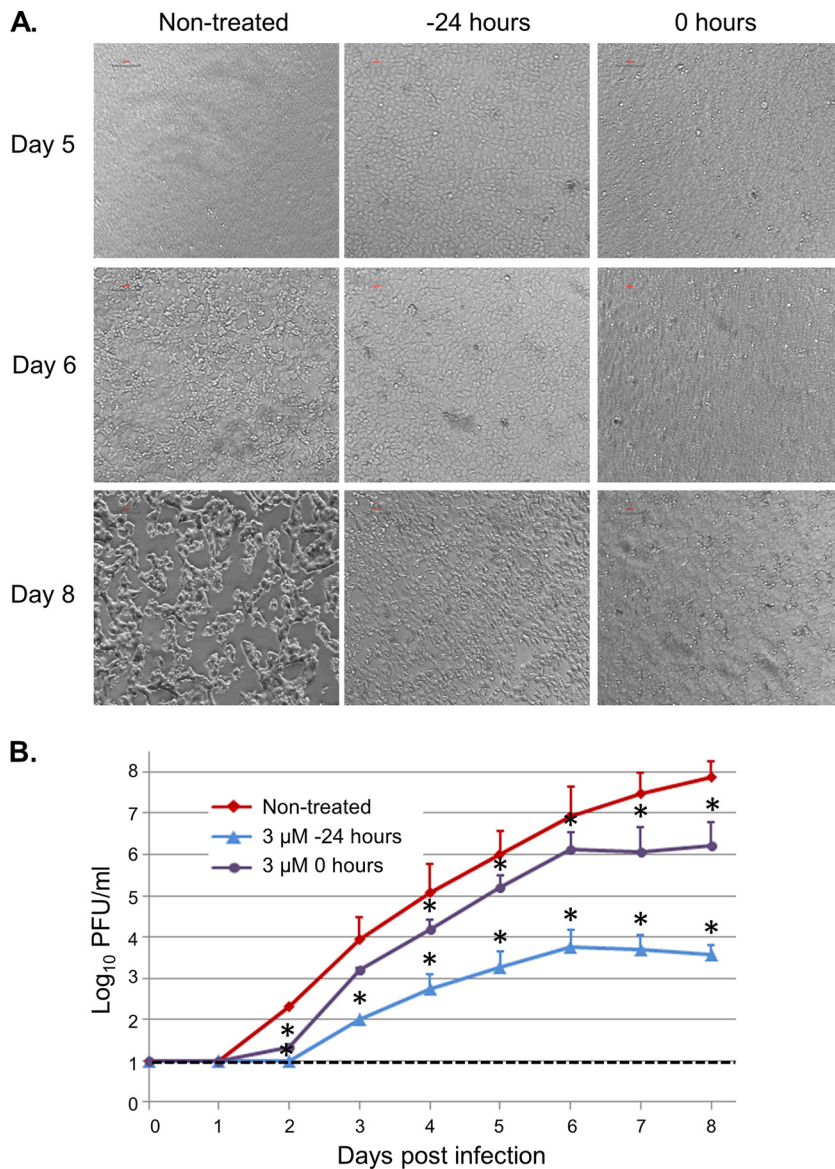 A.
Non-treated -24 hours 0 hours
Day 5
Day 6
Day 8
B.
8
7
6
5
4
3
2
1
0
Log10 PFU/ml
Non-treated
3 µM -24 hours
3 µM 0 hours
* * * * * *
* * * * * * *
0 1 2 3 4 5 6 7 8
Days post infection